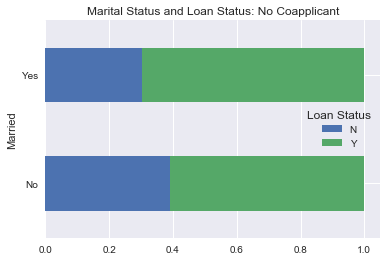 Marital Status and Loan Status: No Coapplicant
Married
Yes
No
Loan Status
N
Y
0.0 0.2 0.4 0.6 0.8 1.0